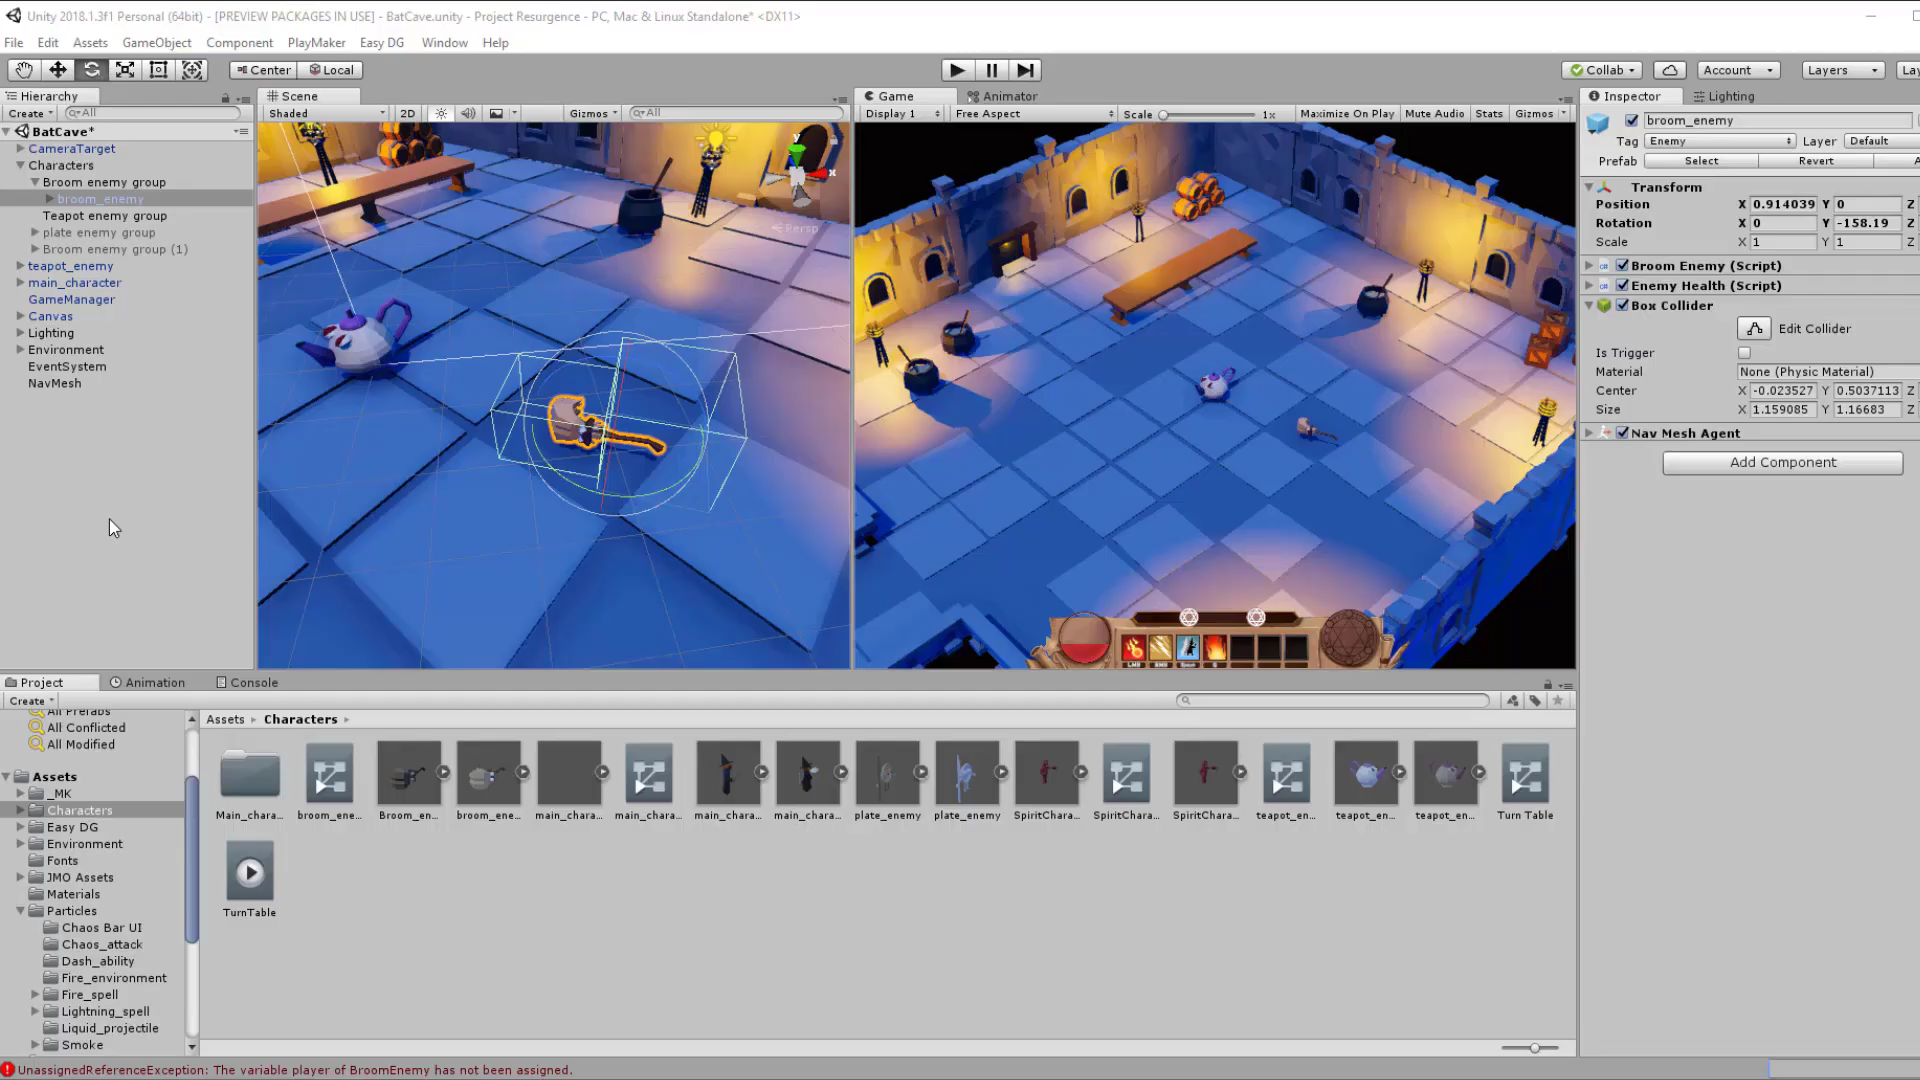 Unity 2018.1.3f1 Personal (64bit) - [PREVIEW PACKAGES IN USE] - BatCave.unity - Project Resurgence - PC, Mac & Linux Standalone* <DX11>
File Edit Assets GameObject Component PlayMaker Easy DG Window Help
Center Local Collab Account Layers Lay
Hierarchy Scene Game Animator Inspector Lighting
Create All Shaded 2D Gizmos All Display 1 Free Aspect Scale 1x Maximize On Play Mute Audio Stats Gizmos
BatCave*
CameraTarget
Characters
Broom enemy group
broom_enemy
Teapot enemy group
plate enemy group
Broom enemy group (1)
teapot_enemy
main_character
GameManager
Canvas
Lighting
Environment
EventSystem
NavMesh
y
x
Persp
broom_enemy
Tag Enemy Layer Default
Prefab Select Revert A
Transform
Position X 0.914039 Y 0 Z
Rotation X 0 Y -158.19 Z
Scale X 1 Y 1 Z
Broom Enemy (Script)
Enemy Health (Script)
Box Collider
Edit Collider
Is Trigger
Material None (Physic Material)
Center X -0.023527 Y 0.5037113 Z
Size X 1.159085 Y 1.16683 Z
Nav Mesh Agent
Add Component
Project Animation Console
Create
All Prefabs
All Conflicted
All Modified
Assets
_MK
Characters
Easy DG
Environment
Fonts
JMO Assets
Materials
Particles
Chaos Bar UI
Chaos_attack
Dash_ability
Fire_environment
Fire_spell
Lightning_spell
Liquid_projectile
Smoke
Assets Characters
Main_chara... broom_ene... Broom_en... broom_ene... main_chara... main_chara... main_chara... main_chara... plate_enemy plate_enemy SpiritChara... SpiritChara... SpiritChara... teapot_en... teapot_en... teapot_en... Turn Table
TurnTable
UnassignedReferenceException: The variable player of BroomEnemy has not been assigned.